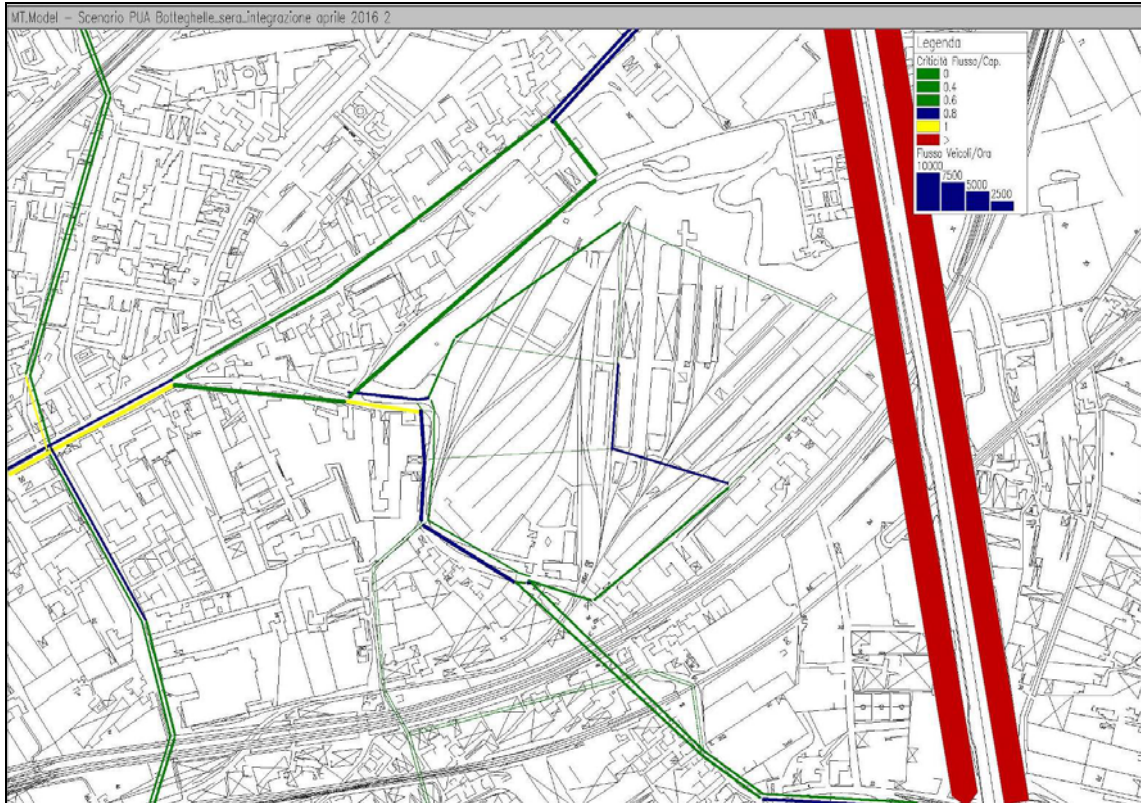 MT.Model - Scenario PUA Botteghelle_sera_integrazione aprile 2016 2
Legenda
Criticità Flusso/Cap.
0
0.4
0.6
0.8
1
>
Flusso Veicoli/Ora
10000
7500
5000
2500